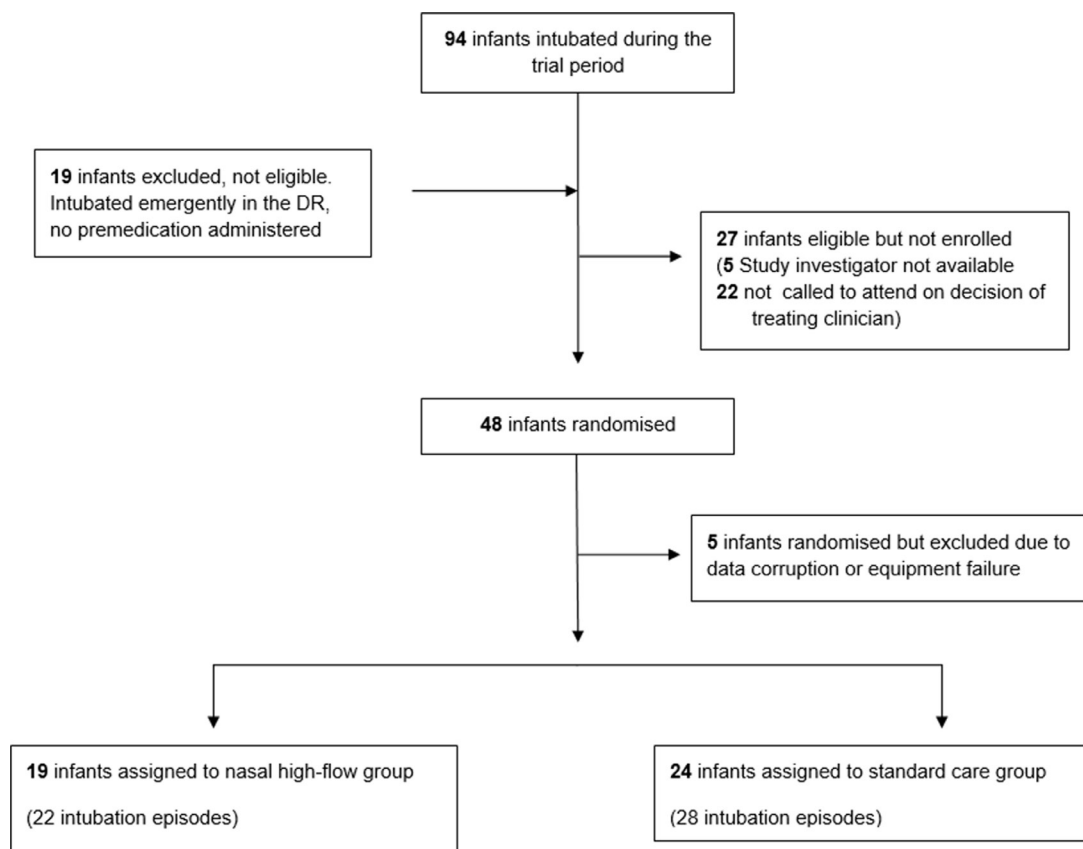 94 infants intubated during the
trial period
19 infants excluded, not eligible.
Intubated emergently in the DR,
no premedication administered
27 infants eligible but not enrolled
(5 Study investigator not available
22 not called to attend on decision of
treating clinician)
48 infants randomised
5 infants randomised but excluded due to
data corruption or equipment failure
19 infants assigned to nasal high-flow group
(22 intubation episodes)
24 infants assigned to standard care group
(28 intubation episodes)